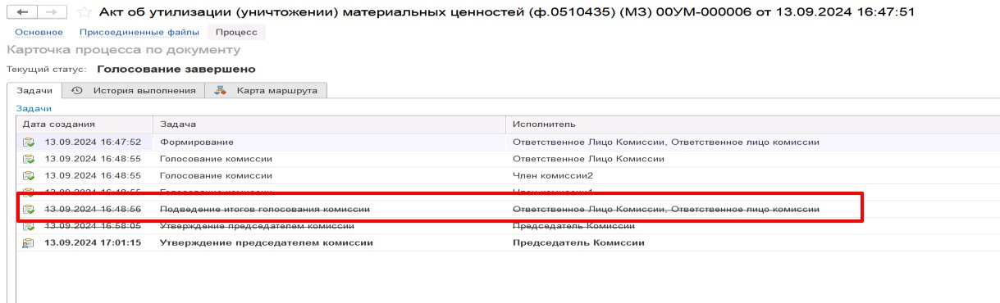 Акт об утилизации (уничтожении) материальных ценностей (ф.0510435) (МЗ) 00УМ-000006 от 13.09.2024 16:47:51
Основное Присоединенные файлы Процесс
Карточка процесса по документу
Текущий статус: Голосование завершено
Задачи История выполнения Карта маршрута
Задачи
Дата создания Задача Исполнитель
13.09.2024 16:47:52 Формирование Ответственное Лицо Комиссии, Ответственное лицо комиссии
13.09.2024 16:48:55 Голосование комиссии Ответственное Лицо Комиссии
13.09.2024 16:48:55 Голосование комиссии Член комиссии2
13.09.2024 16:48:55 Голосование комиссии Член комиссии1
13.09.2024 16:48:56 Подведение итогов голосования комиссии Ответственное Лицо Комиссии, Ответственное лицо комиссии
13.09.2024 16:58:05 Утверждение председателем комиссии Председатель Комиссии
13.09.2024 17:01:15 Утверждение председателем комиссии Председатель Комиссии